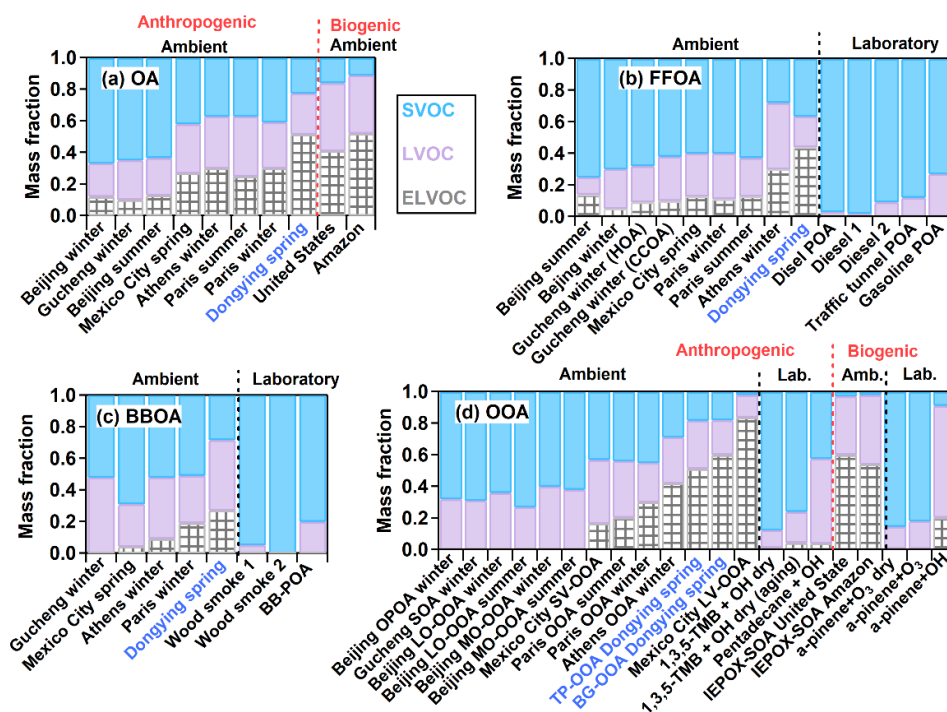 Anthropogenic
Biogenic
Ambient
Ambient
Mass fraction
1.0
0.8
0.6
0.4
0.2
0.0
(a) OA
Beijing winter
Gucheng winter
Beijing summer
Mexico City spring
Athens winter
Paris summer
Paris winter
Dongying spring
United States
Amazon
SVOC
LVOC
ELVOC
Ambient
Laboratory
Mass fraction
1.0
0.8
0.6
0.4
0.2
0.0
(b) FFOA
Beijing summer
Beijing winter
Gucheng winter (HOA)
Gucheng winter (CCOA)
Mexico City spring
Paris winter
Paris summer
Athens winter
Dongying spring
Disel POA
Diesel 1
Diesel 2
Traffic tunnel POA
Gasoline POA
Ambient
Laboratory
Mass fraction
1.0
0.8
0.6
0.4
0.2
0.0
(c) BBOA
Gucheng winter
Mexico City spring
Athens winter
Paris winter
Dongying spring
Wood smoke 1
Wood smoke 2
BB-POA
Anthropogenic
Biogenic
Ambient
Lab.
Amb.
Lab.
Mass fraction
1.0
0.8
0.6
0.4
0.2
0.0
(d) OOA
Beijing OPOA winter
Gucheng SOA winter
Beijing LO-OOA winter
Beijing LO-OOA summer
Beijing MO-OOA winter
Beijing MO-OOA summer
Mexico City SV-OOA
Paris OOA summer
Paris OOA winter
Athens OOA winter
TP-OOA Dongying spring
BG-OOA Dongying spring
Mexico City LV-OOA
1,3,5-TMB + OH dry
1,3,5-TMB + OH dry (aging)
Pentadecane + OH
IEPOX-SOA United State
IEPOX-SOA Amazon
a-pinene+O₃ dry
a-pinene+O₃
a-pinene+OH